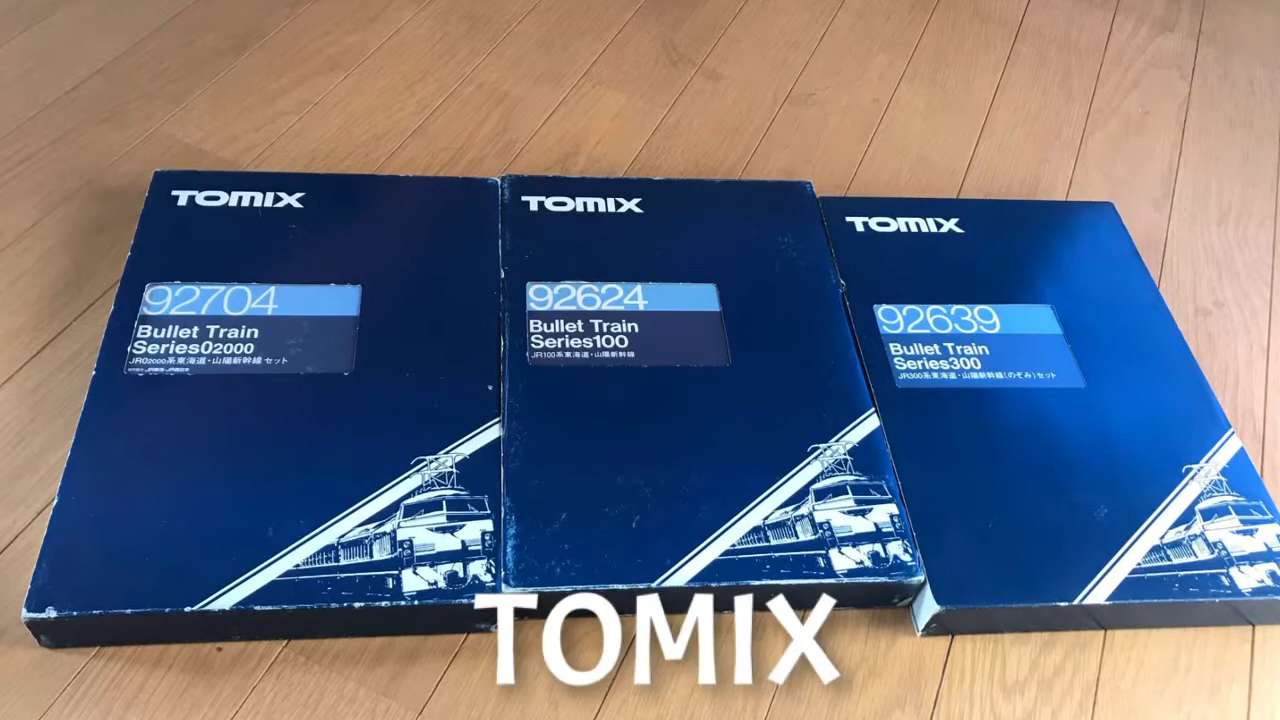 TOMIX
92704
Bullet Train
Series02000
JR02000系東海道・山陽新幹線 セット
TOMIX
92624
Bullet Train
Series100
JR100系東海道・山陽新幹線
TOMIX
92639
Bullet Train
Series300
JR300系東海道・山陽新幹線(のぞみ)セット
TOMIX